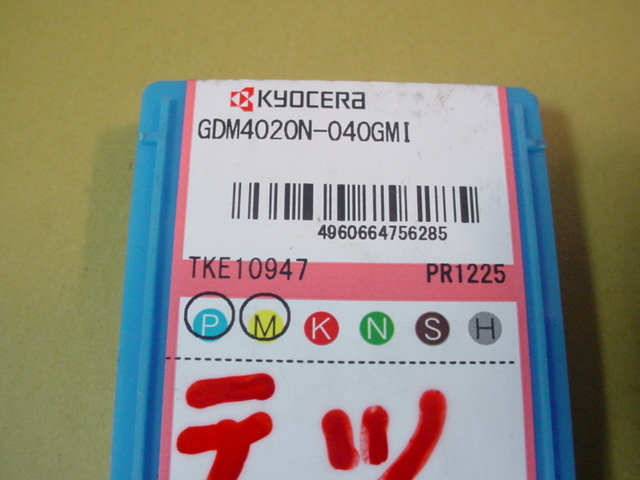 KYOCERA
GDM4020N-040GMI
4960664756285
TKE10947 PR1225
P M K N S H
テツ